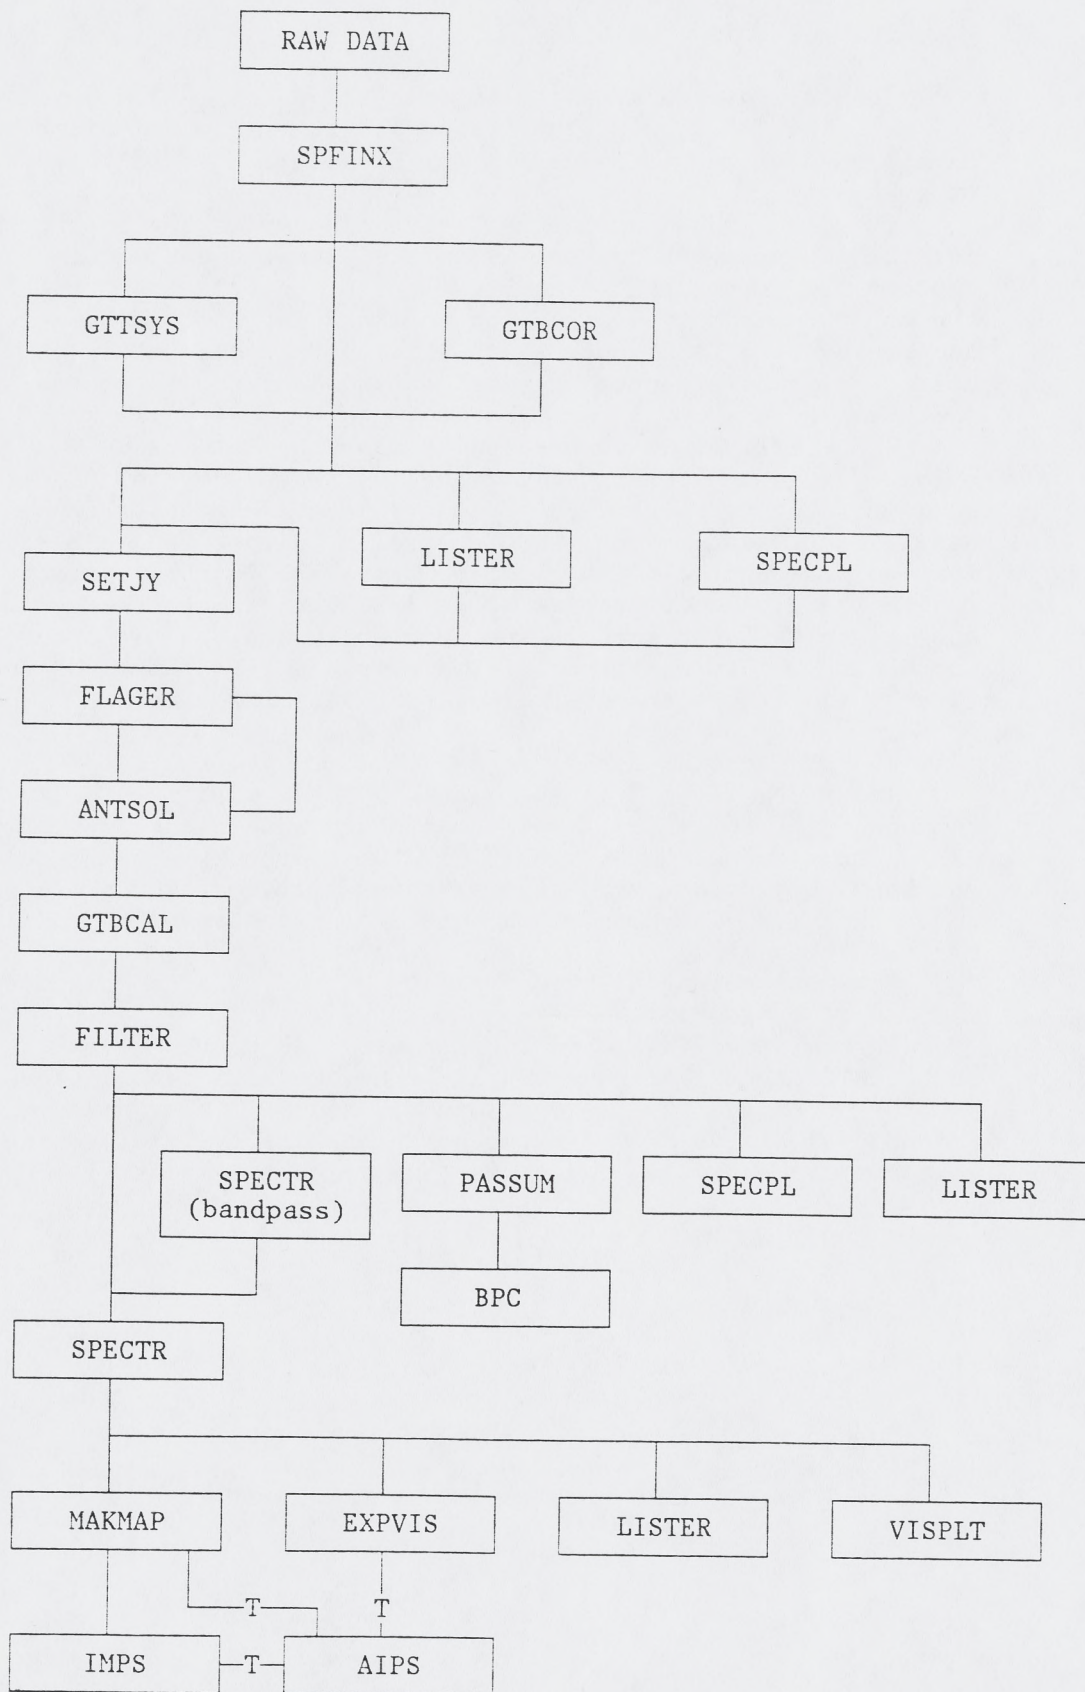 RAW DATA
SPFINX
GTTSYS
GTBCOR
LISTER
SPECPL
SETJY
FLAGER
ANTSOL
GTBCAL
FILTER
SPECTR
(bandpass)
PASSUM
SPECPL
LISTER
BPC
SPECTR
MAKMAP
EXPVIS
LISTER
VISPLT
T
T
IMPS
T
AIPS